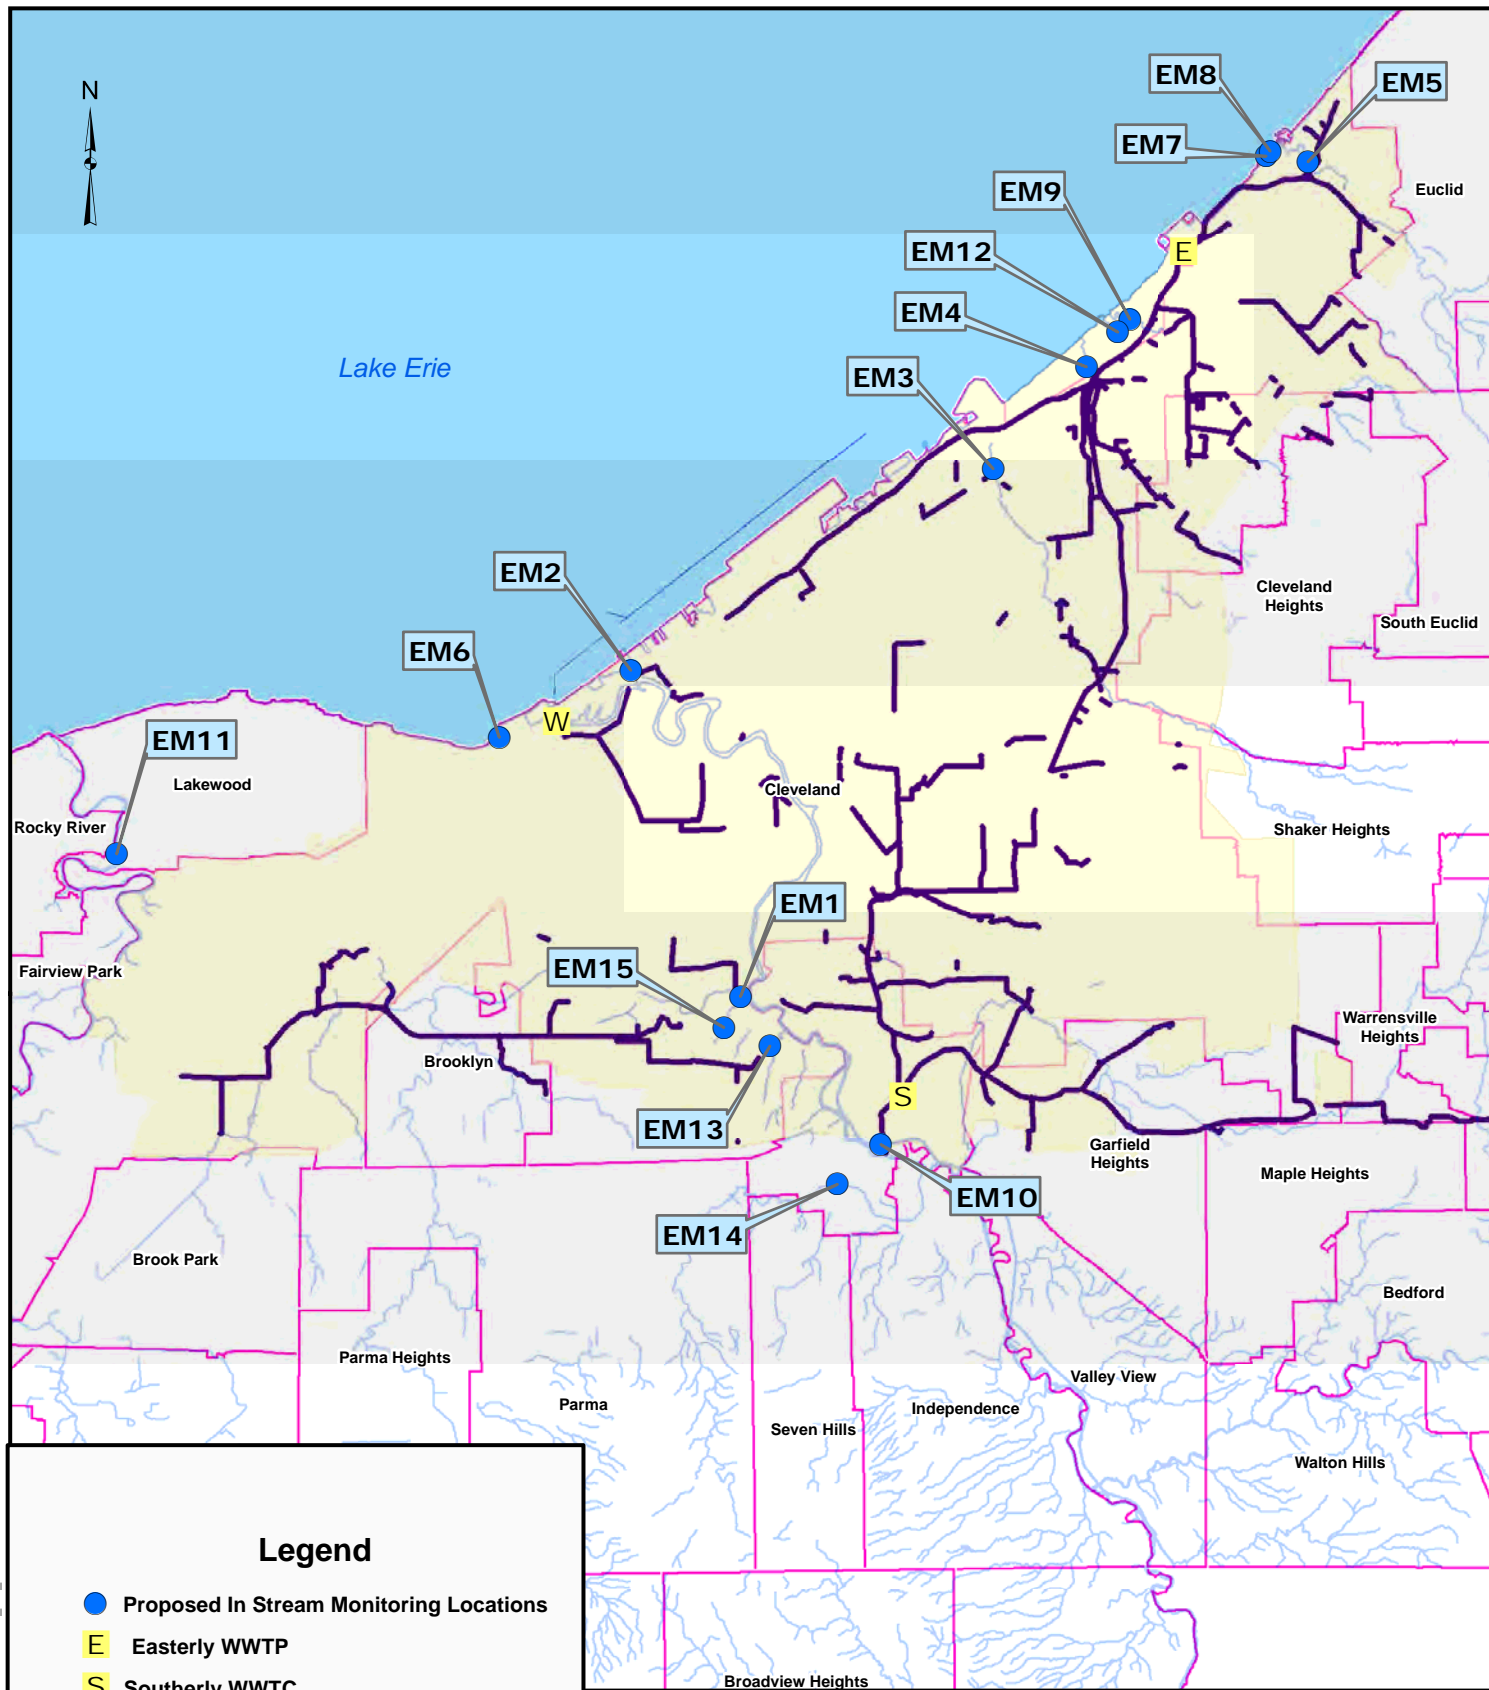 N
EM8
EM5
EM7
Euclid
EM9
EM12
E
EM4
Lake Erie
EM3
EM2
Cleveland
Heights
South Euclid
EM6
W
EM11
Lakewood
Cleveland
Rocky River
Shaker Heights
EM1
EM15
Fairview Park
Warrensville
Heights
Brooklyn
S
EM13
Garfield
Heights
Maple Heights
EM10
EM14
Brook Park
Bedford
Parma Heights
Valley View
Parma
Independence
Seven Hills
Walton Hills
Legend
Proposed In Stream Monitoring Locations
E Easterly WWTP
S Southerly WWTC
Broadview Heights